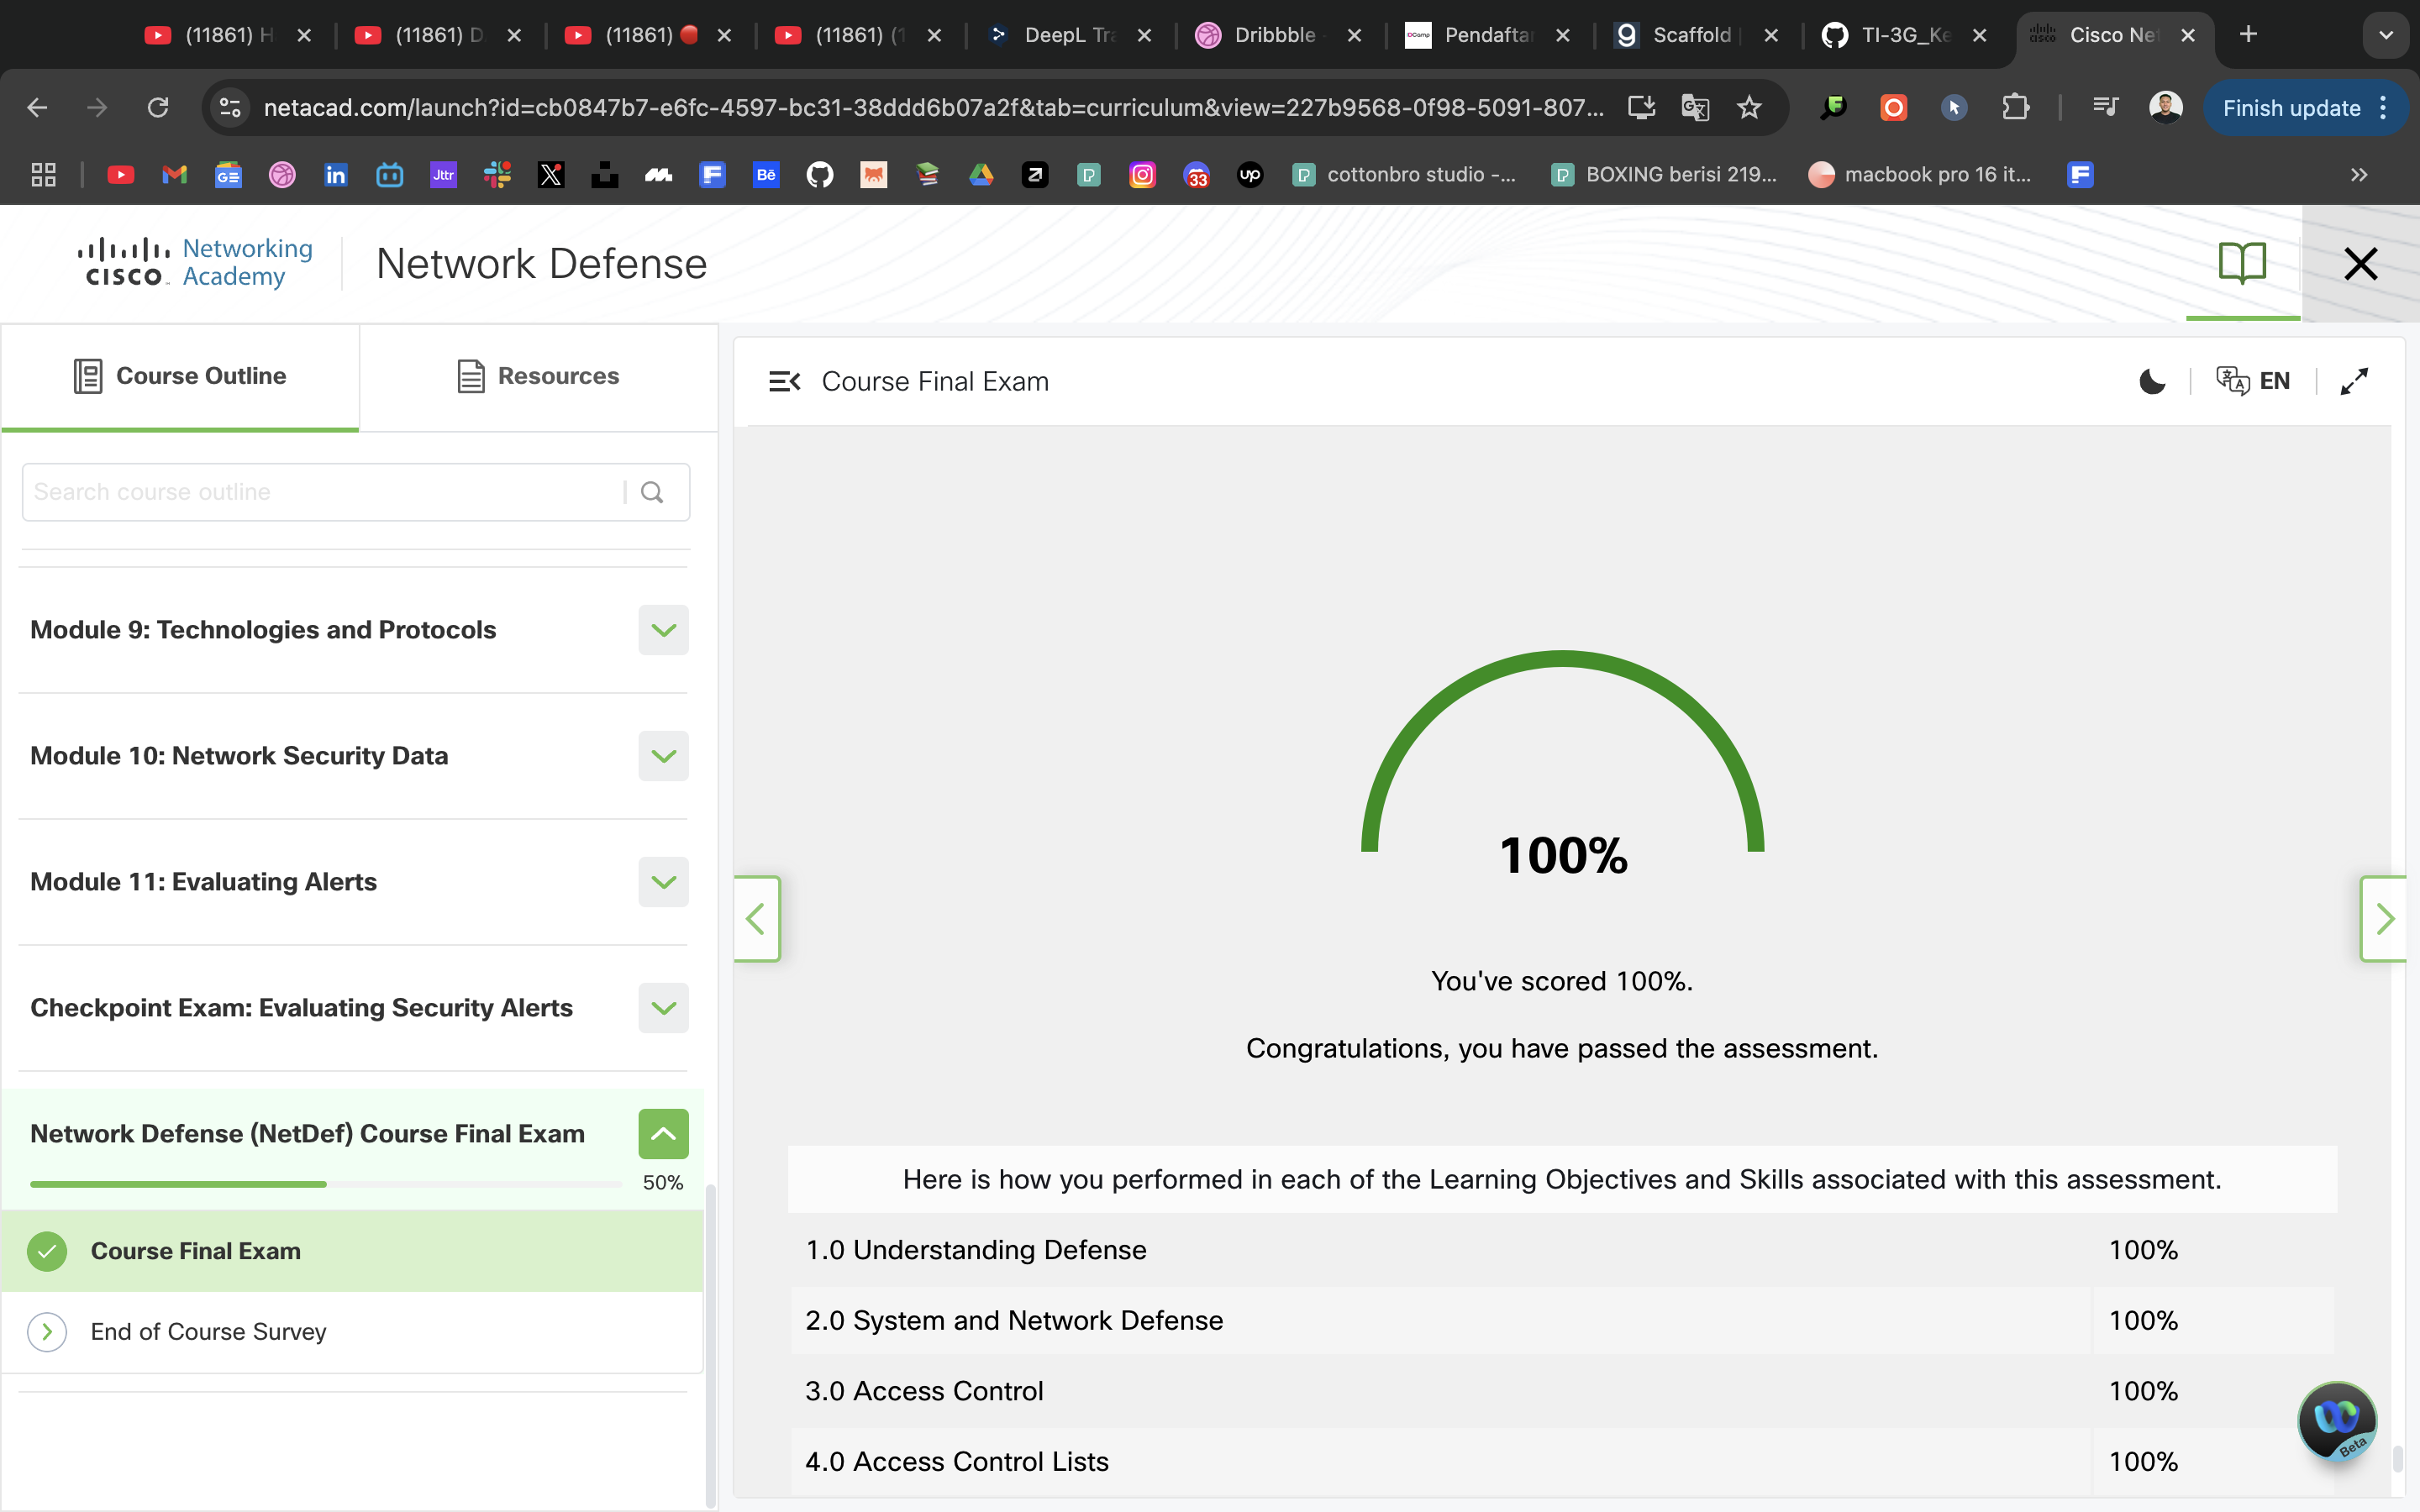 (11861) H
(11861) D
(11861)
(11861) (1
DeepL Tra
Dribbble
Pendaftar
Scaffold
TI-3G_Ke
Cisco Net
netacad.com/launch?id=cb0847b7-e6fc-4597-bc31-38ddd6b07a2f&tab=curriculum&view=227b9568-0f98-5091-807...
Finish update
Jttr
33
up
cottonbro studio -...
BOXING berisi 219...
macbook pro 16 it...
CISCO
Networking
Academy
Network Defense
Course Outline
Resources
Course Final Exam
EN
Search course outline
Module 9: Technologies and Protocols
Module 10: Network Security Data
Module 11: Evaluating Alerts
Checkpoint Exam: Evaluating Security Alerts
Network Defense (NetDef) Course Final Exam
50%
Course Final Exam
End of Course Survey
100%
You've scored 100%.
Congratulations, you have passed the assessment.
Here is how you performed in each of the Learning Objectives and Skills associated with this assessment.
1.0 Understanding Defense 100%
2.0 System and Network Defense 100%
3.0 Access Control 100%
4.0 Access Control Lists 100%
Beta